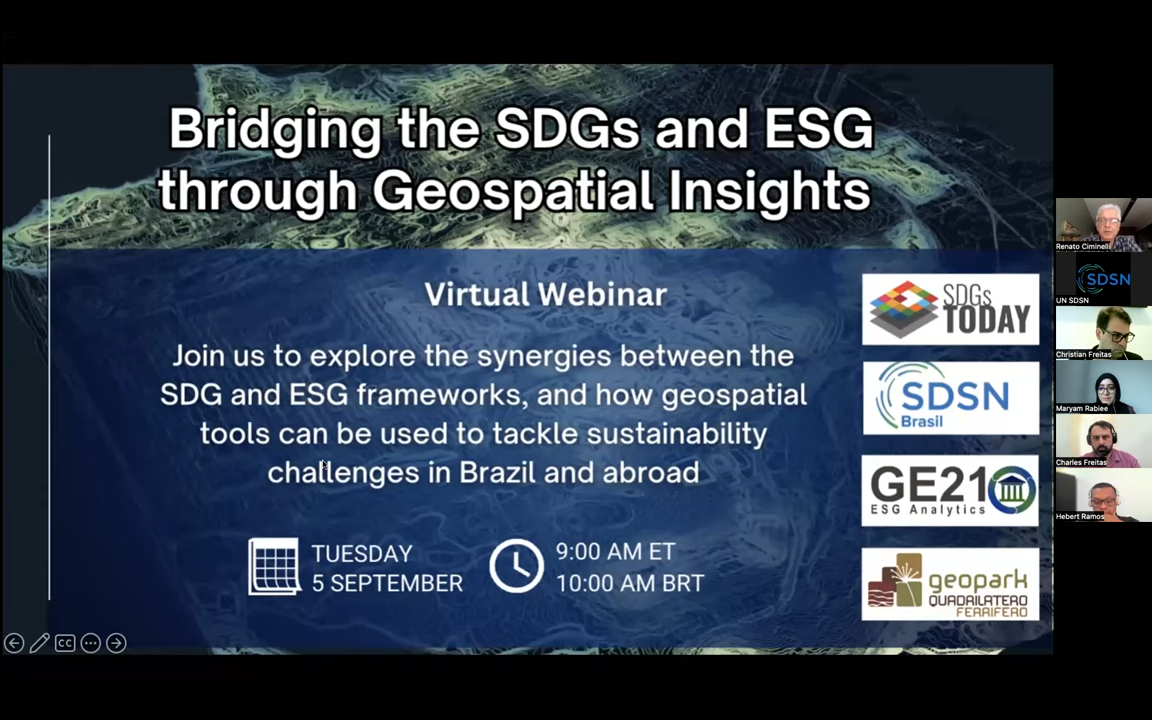 Bridging the SDGs and ESG
through Geospatial Insights
Virtual Webinar
Join us to explore the synergies between the
SDG and ESG frameworks, and how geospatial
tools can be used to tackle sustainability
challenges in Brazil and abroad
TUESDAY
5 SEPTEMBER
9:00 AM ET
10:00 AM BRT
SDGs
TODAY
SDSN
Brasil
GE21
ESG Analytics
geopark
QUADRILATERO
FERRIFERO
CC
Renato Ciminelli
SDSN
UN SDSN
Christian Freitas
Maryam Rabiee
Charles Freitas
Hebert Ramos